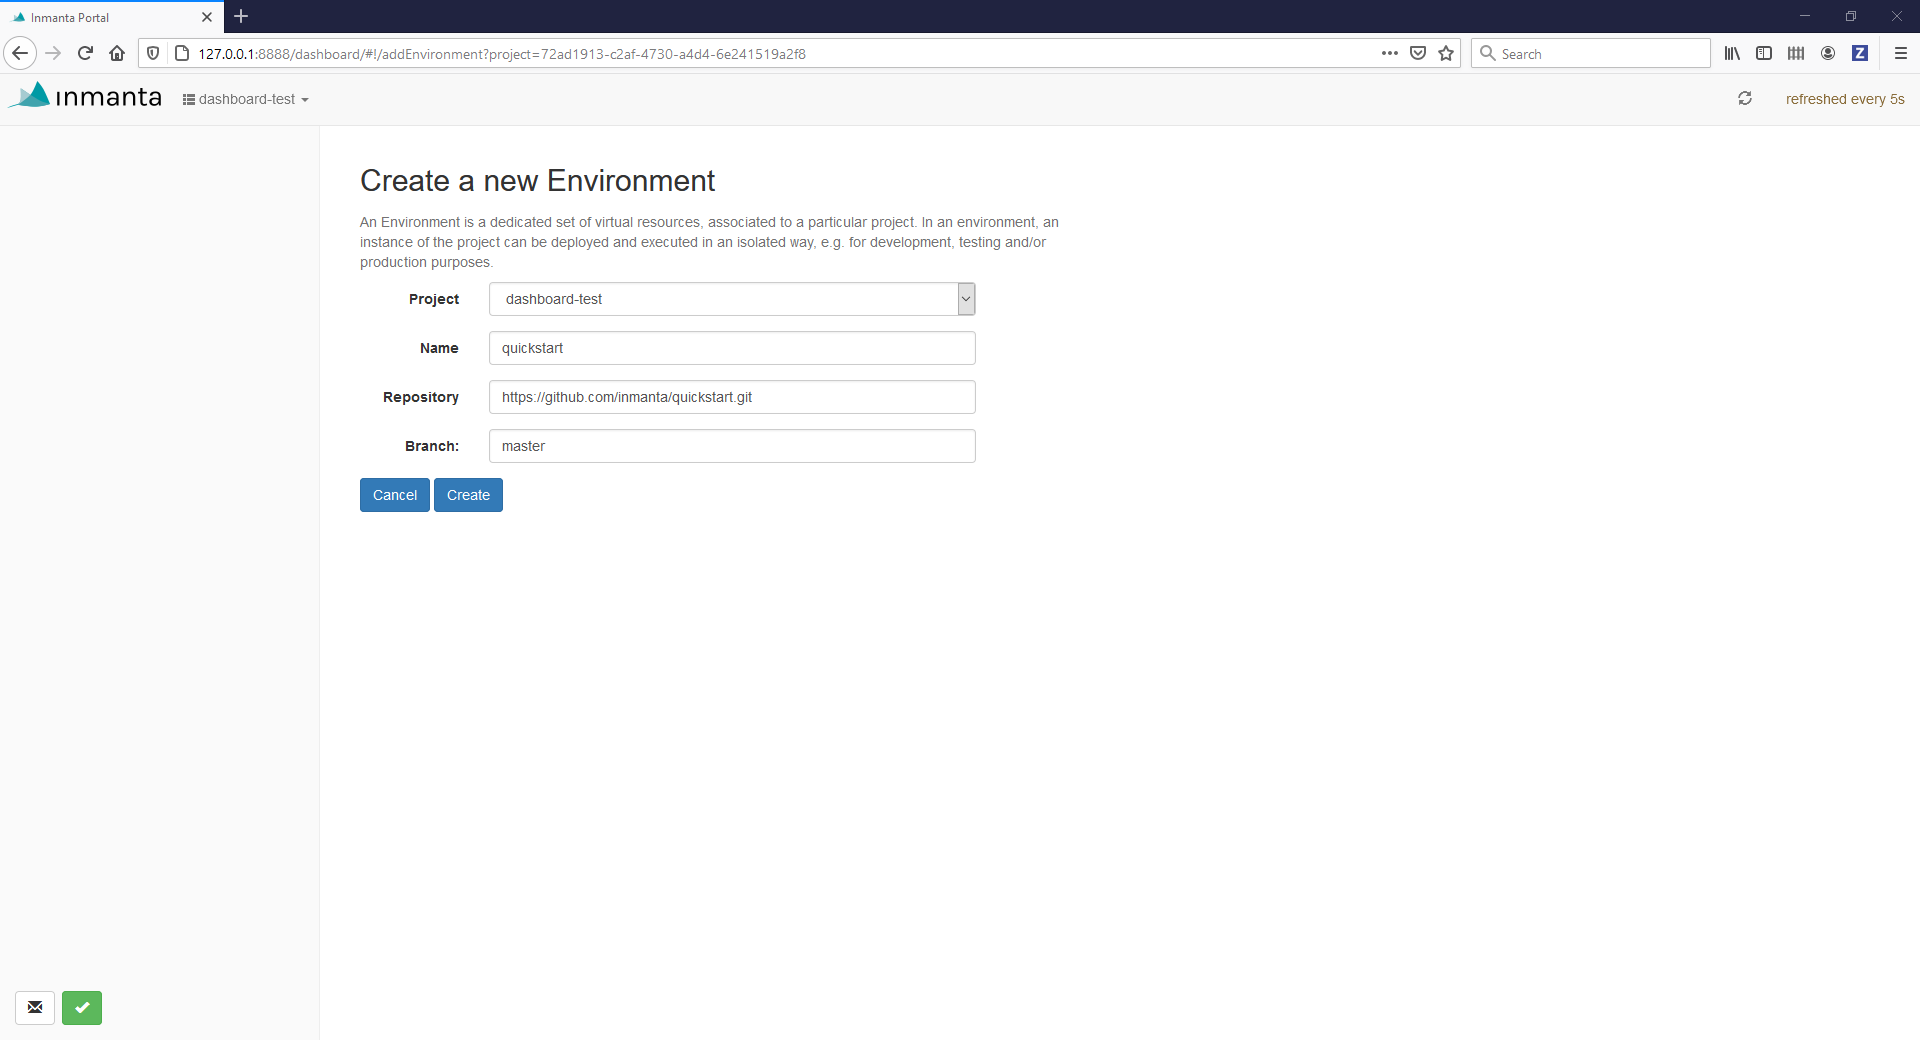 Inmanta Portal
127.0.0.1:8888/dashboard/#!/addEnvironment?project=72ad1913-c2af-4730-a4d4-6e241519a2f8
Search
Z
inmanta
dashboard-test
refreshed every 5s
Create a new Environment
An Environment is a dedicated set of virtual resources, associated to a particular project. In an environment, an
instance of the project can be deployed and executed in an isolated way, e.g. for development, testing and/or
production purposes.
Project
dashboard-test
Name
quickstart
Repository
https://github.com/inmanta/quickstart.git
Branch:
master
Cancel
Create